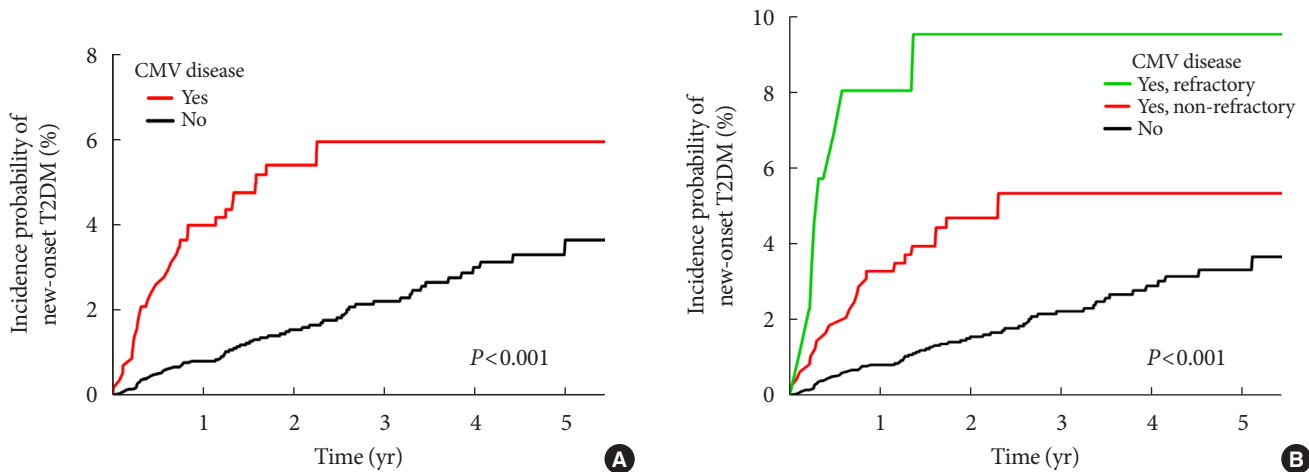 Incidence probability of
new-onset T2DM (%)
8
6
4
2
0
CMV disease
Yes
No
P<0.001
1 2 3 4 5
Time (yr)
A
Incidence probability of
new-onset T2DM (%)
10
8
6
4
2
0
CMV disease
Yes, refractory
Yes, non-refractory
No
P<0.001
1 2 3 4 5
Time (yr)
B